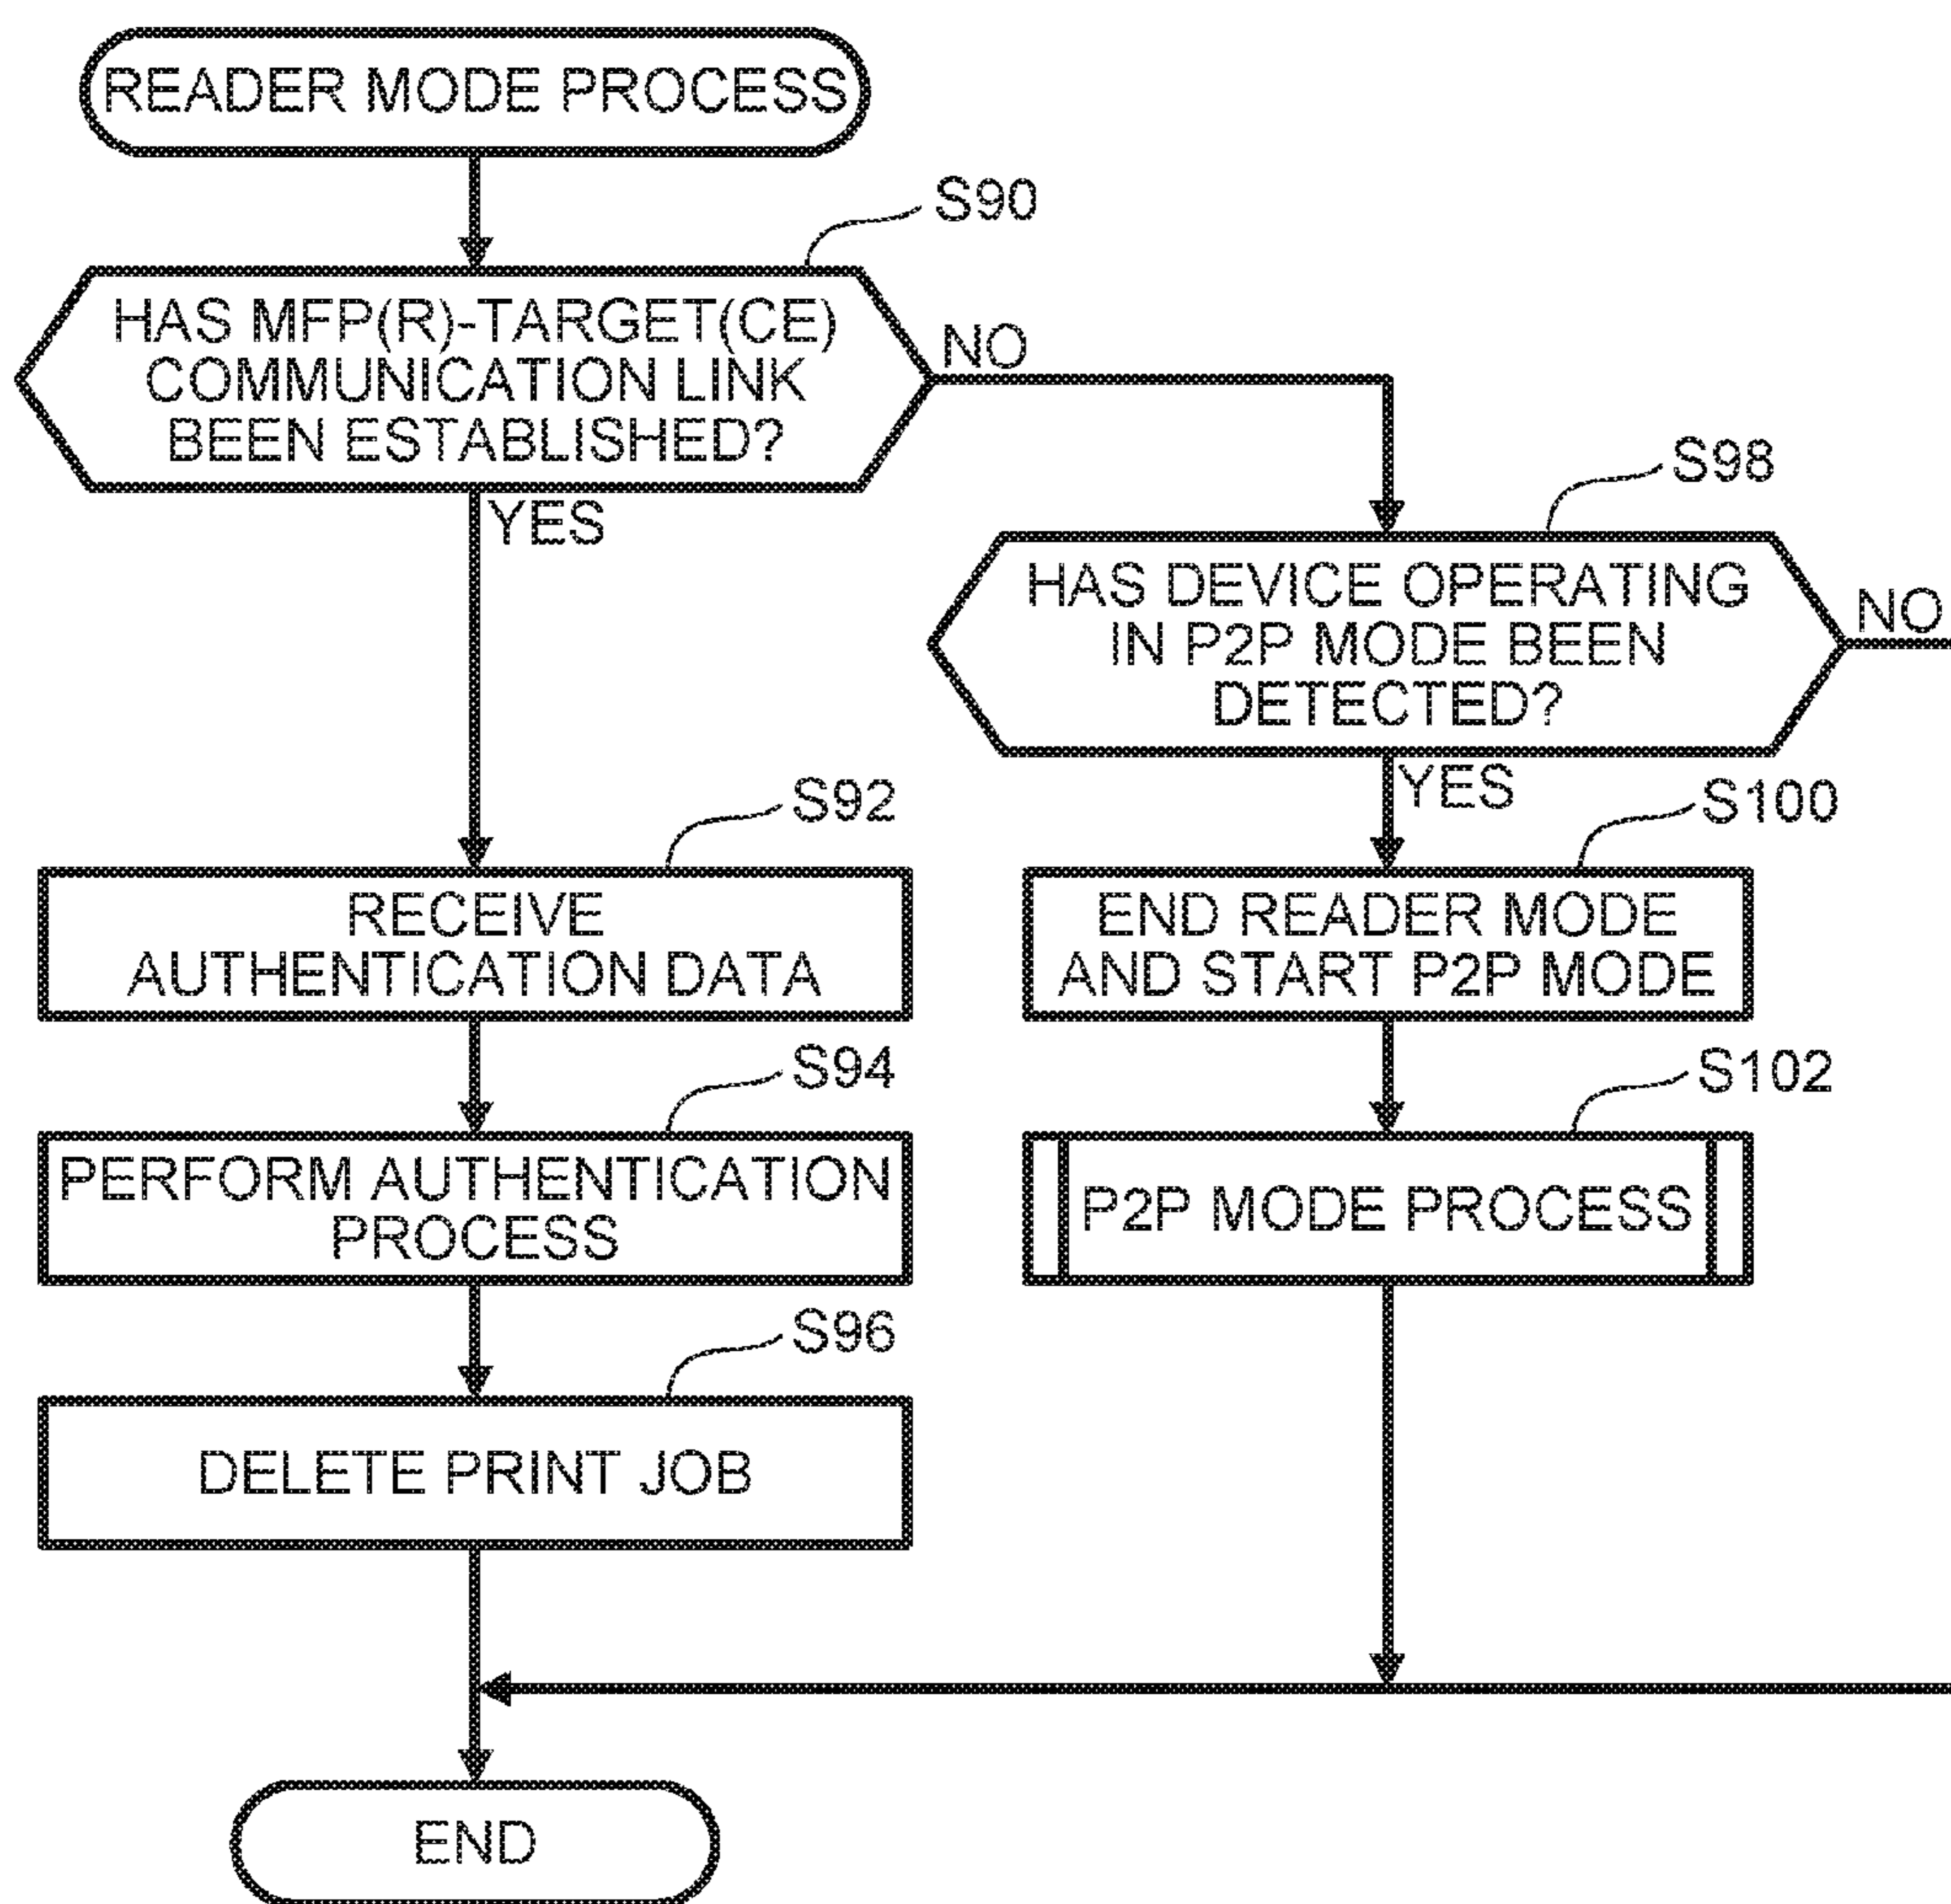 READER MODE PROCESS
S90
HAS MFP(R)-TARGET(CE)
COMMUNICATION LINK
BEEN ESTABLISHED?
NO
YES
S98
HAS DEVICE OPERATING
IN P2P MODE BEEN
DETECTED?
NO
YES
S92
RECEIVE
AUTHENTICATION DATA
S100
END READER MODE
AND START P2P MODE
S94
PERFORM AUTHENTICATION
PROCESS
S102
P2P MODE PROCESS
S96
DELETE PRINT JOB
END